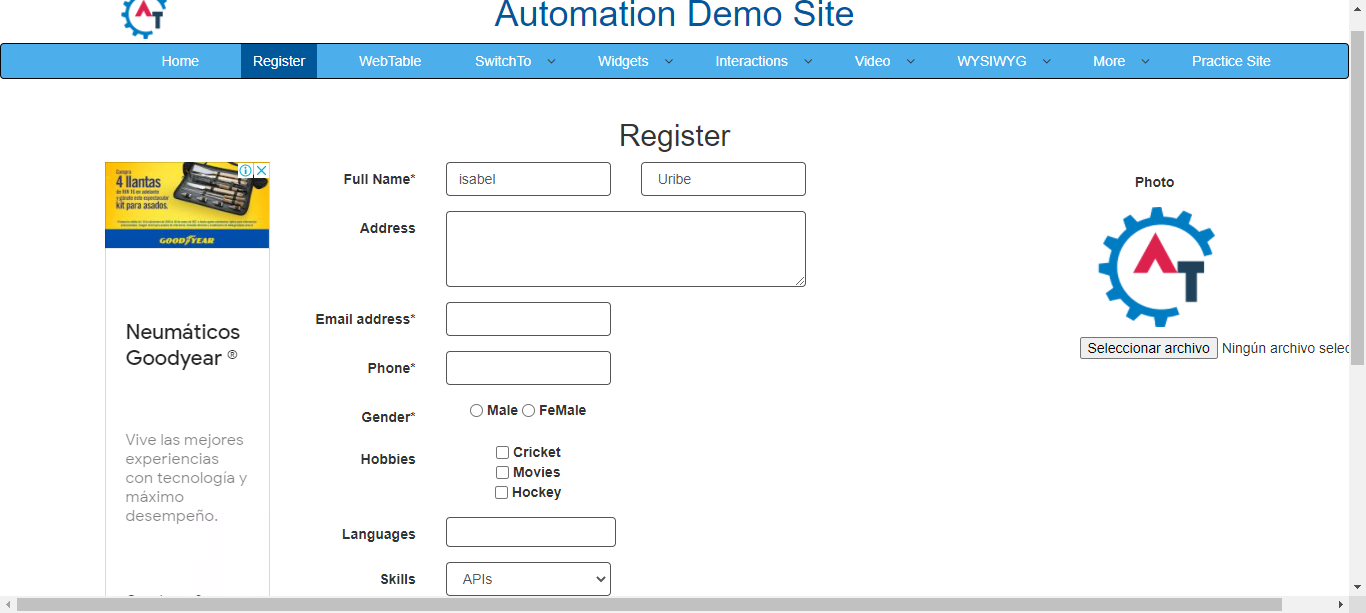 Automation Demo Site
Home Register WebTable SwitchTo Widgets Interactions Video WYSIWYG More Practice Site
Register
Compra
4 llantas
kit para asados.
GOODYEAR
Neumáticos
Goodyear ®
Vive las mejores
experiencias
con tecnología y
máximo
desempeño.
Full Name* isabel Uribe
Address
Email address*
Phone*
Gender* Male FeMale
Hobbies Cricket
Movies
Hockey
Languages
Skills APIs
Photo
AT
Seleccionar archivo Ningún archivo selec